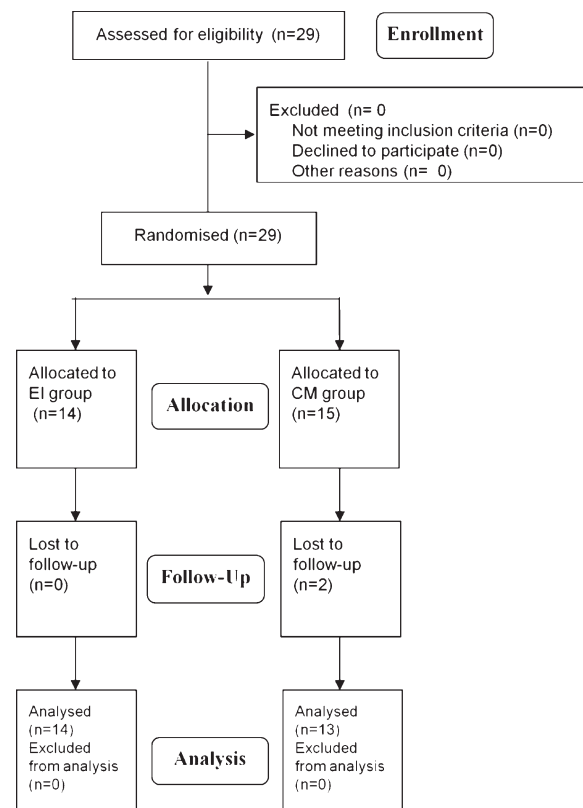 Assessed for eligibility (n=29)
Enrollment
Excluded (n= 0
Not meeting inclusion criteria (n=0)
Declined to participate (n=0)
Other reasons (n= 0)
Randomised (n=29)
Allocated to
EI group
(n=14)
Allocation
Allocated to
CM group
(n=15)
Lost to
follow-up
(n=0)
Follow-Up
Lost to
follow-up
(n=2)
Analysed
(n=14)
Excluded
from analysis
(n=0)
Analysis
Analysed
(n=13)
Excluded
from analysis
(n=0)